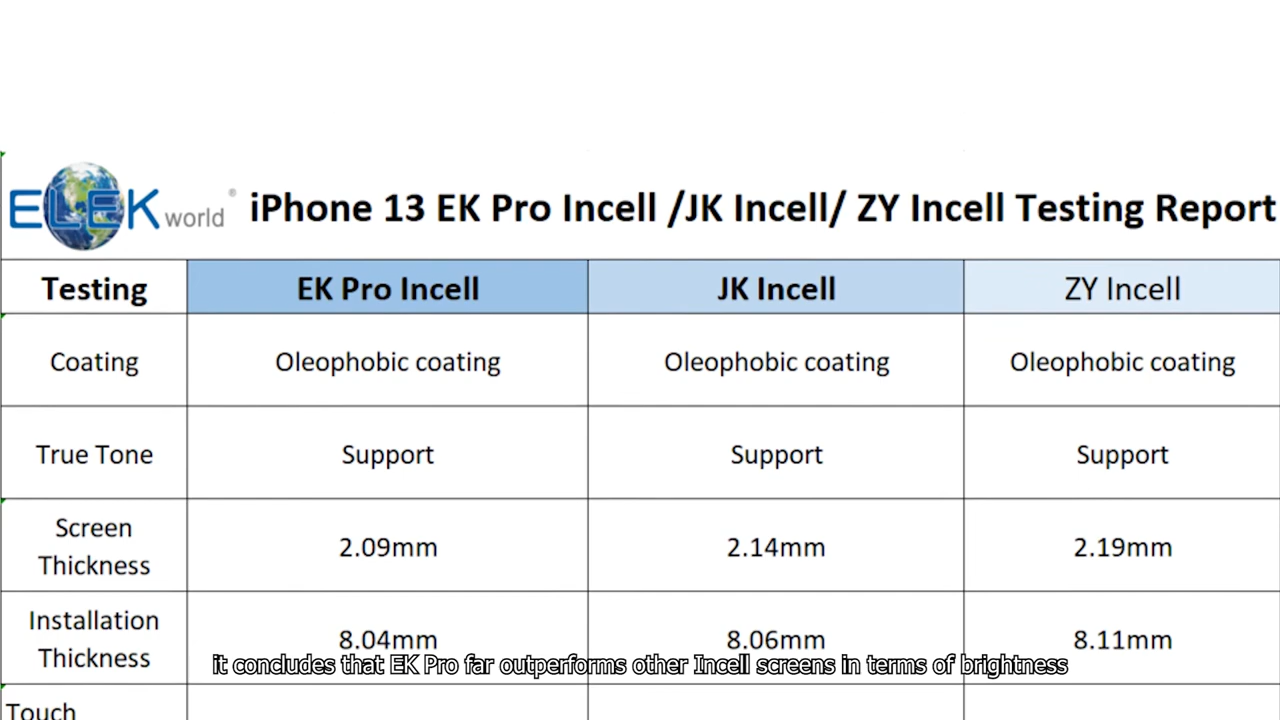 ELEK world ®
iPhone 13 EK Pro Incell /JK Incell/ ZY Incell Testing Report
Testing EK Pro Incell JK Incell ZY Incell
Coating Oleophobic coating Oleophobic coating Oleophobic coating
True Tone Support Support Support
Screen
Thickness 2.09mm 2.14mm 2.19mm
Installation
Thickness 8.04mm 8.06mm 8.11mm
it concludes that EK Pro far outperforms other Incell screens in terms of brightness
Touch